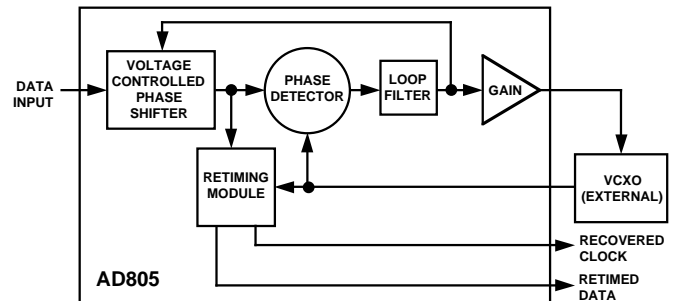 VOLTAGE
CONTROLLED
PHASE
SHIFTER
DATA
INPUT
PHASE
DETECTOR
LOOP
FILTER
GAIN
RETIMING
MODULE
VCXO
(EXTERNAL)
RECOVERED
CLOCK
RETIMED
DATA
AD805